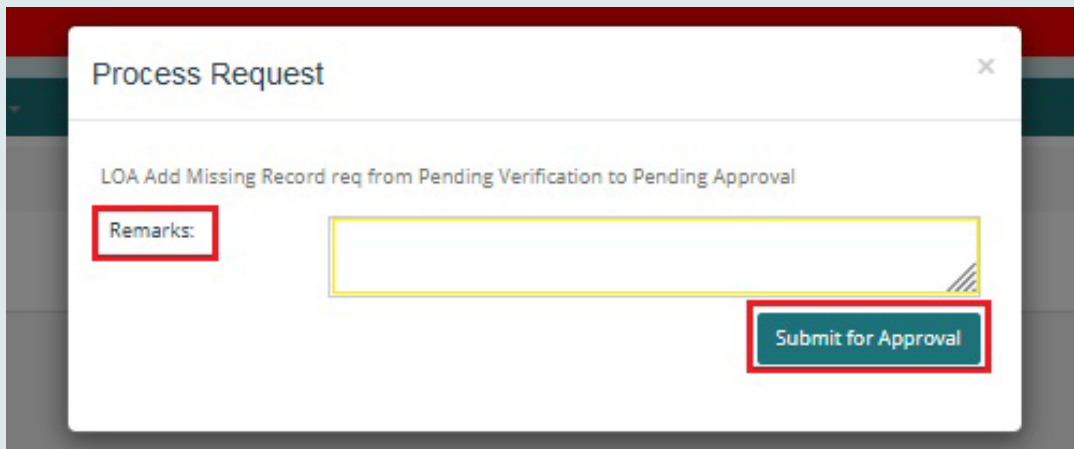 Process Request
×
LOA Add Missing Record req from Pending Verification to Pending Approval
Remarks:
Submit for Approval